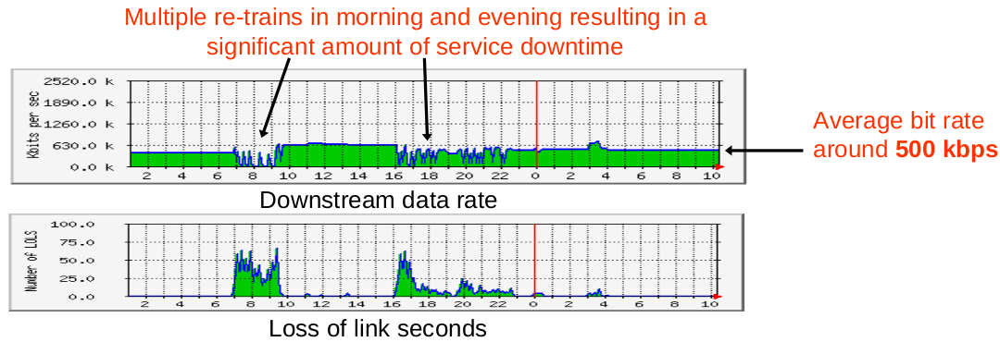 Multiple re-trains in morning and evening resulting in a
significant amount of service downtime
2520.0 k
1890.0 k
1260.0 k
630.0 k
0.0 k
Kbits per sec
2 4 6 8 10 12 14 16 18 20 22 0 2 4 6 8 10
Average bit rate
around 500 kbps
Downstream data rate
100.0
75.0
50.0
25.0
0.0
Number of LOLS
2 4 6 8 10 12 14 16 18 20 22 0 2 4 6 8 10
Loss of link seconds